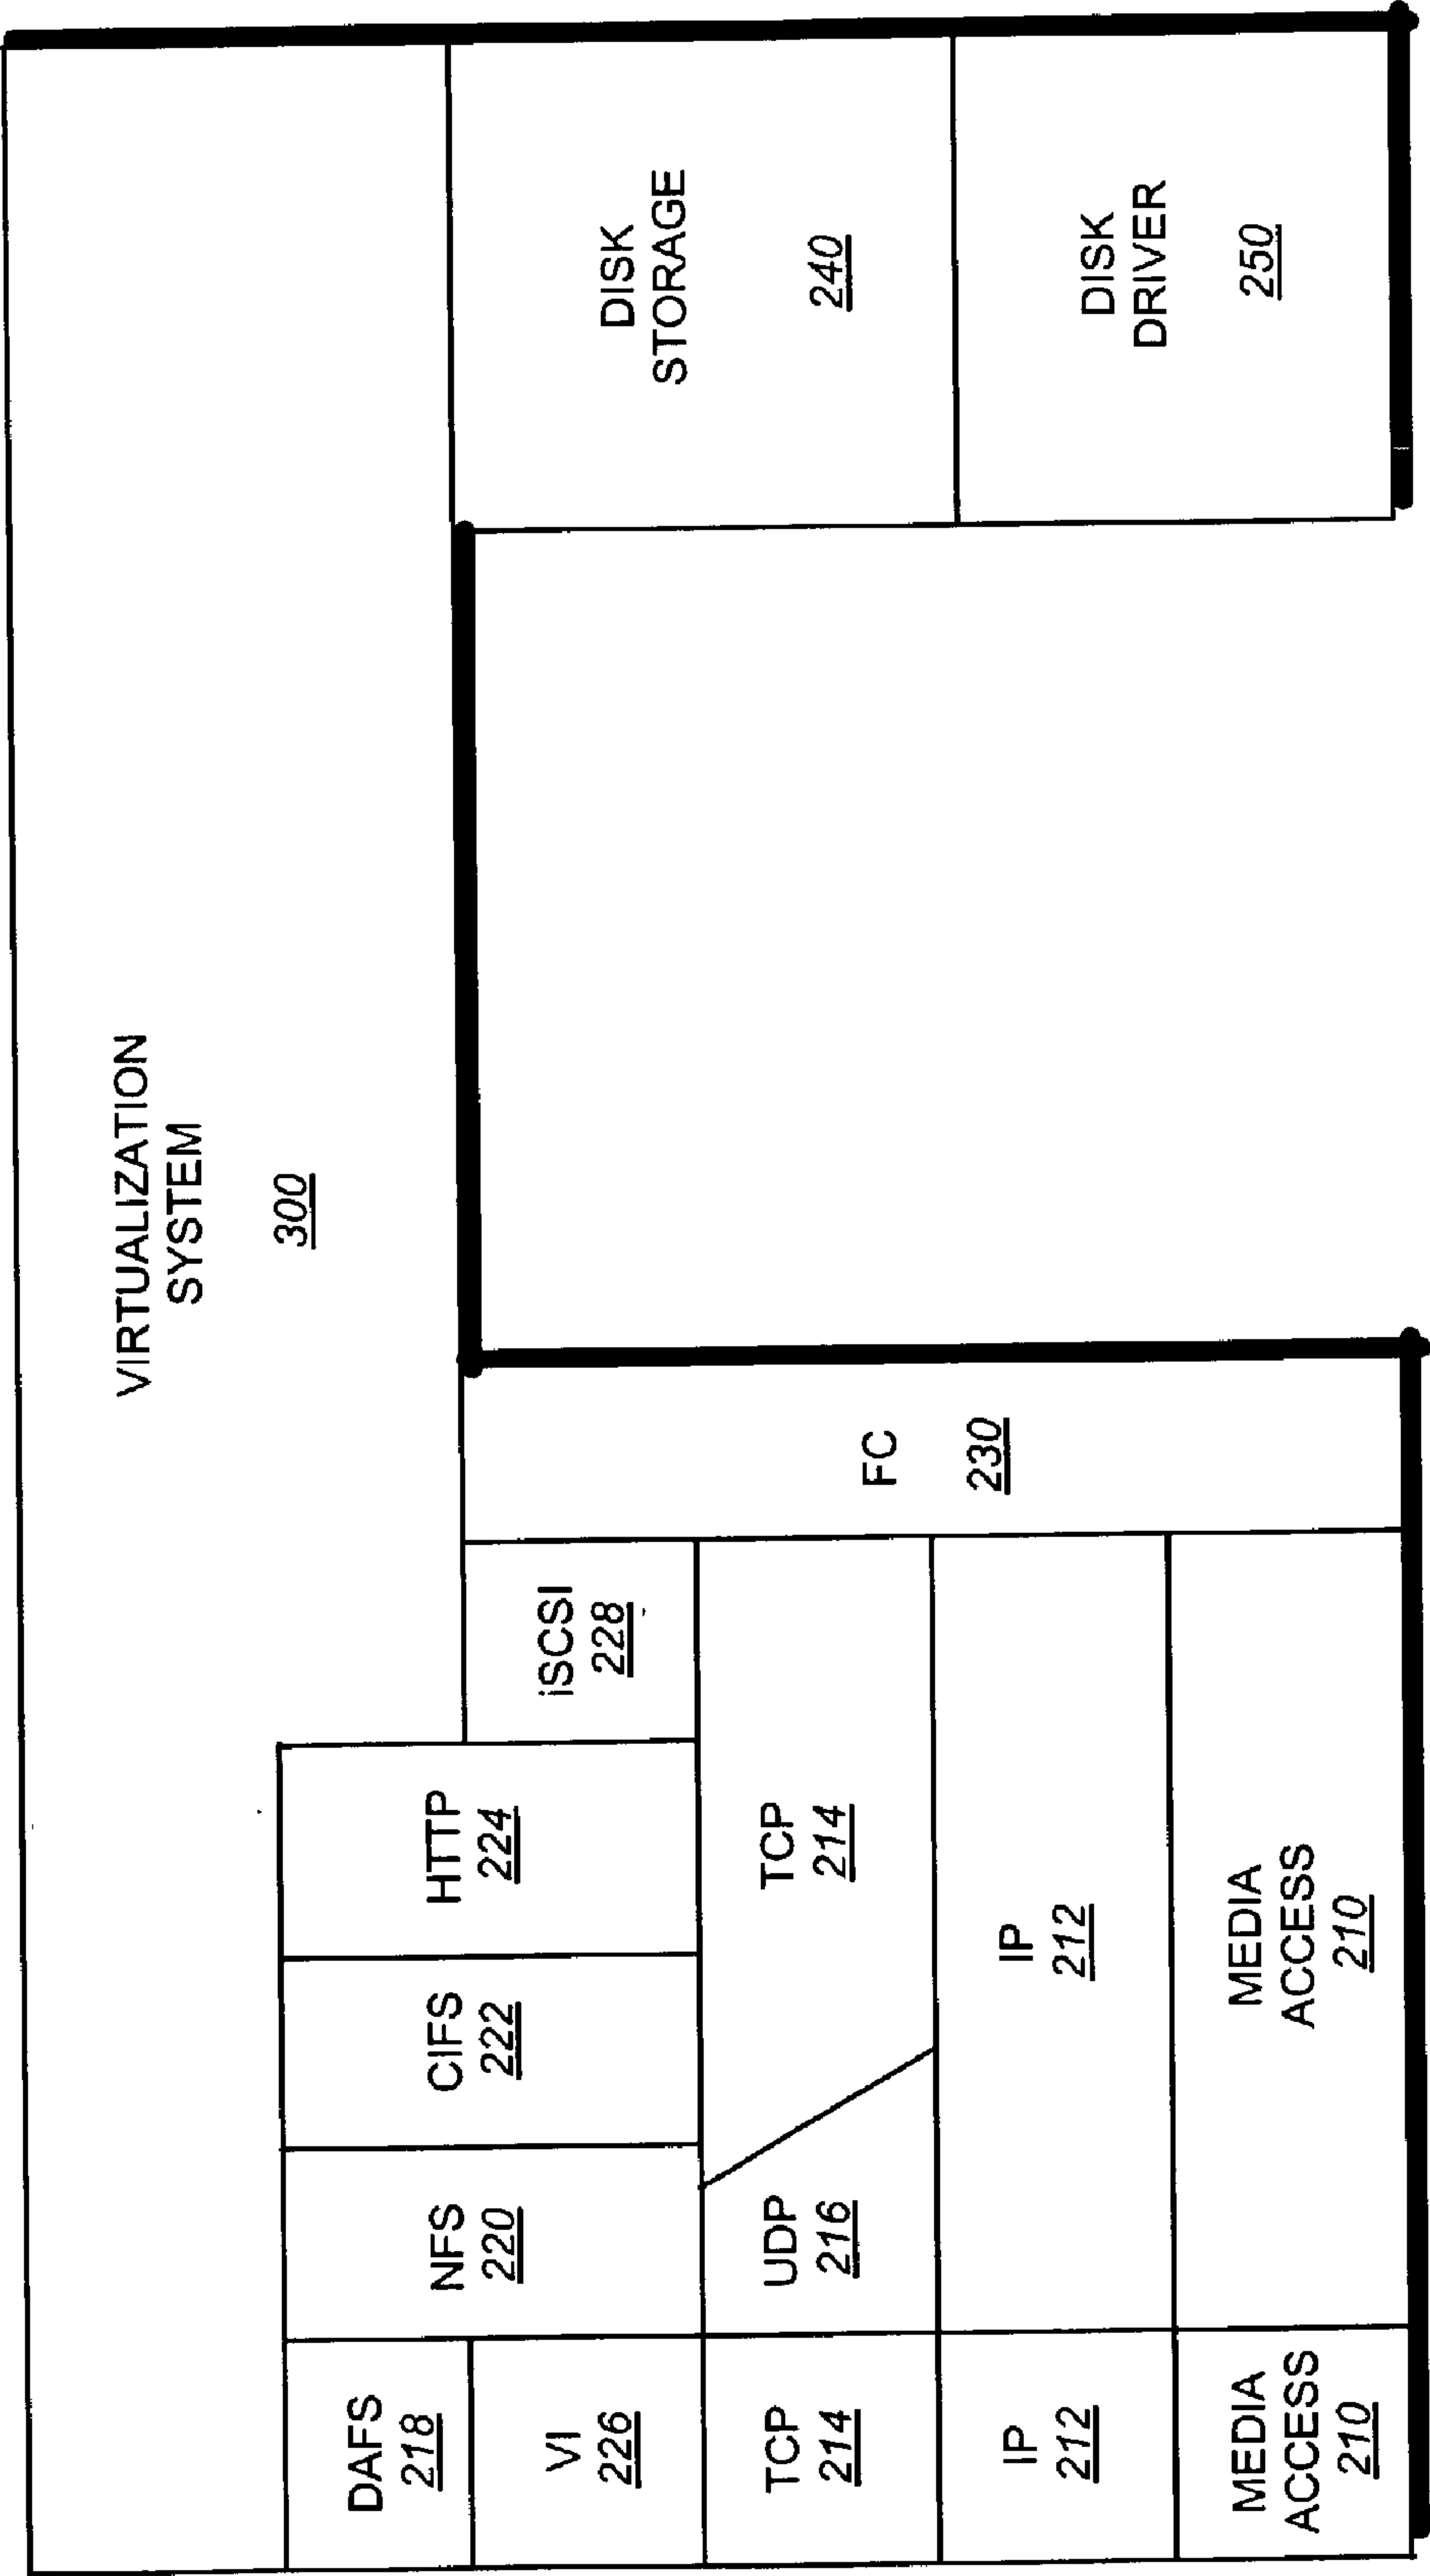 VIRTUALIZATION
SYSTEM
300
DAFS
218
VI
226
NFS
220
CIFS
222
HTTP
224
iSCSI
228
TCP
214
UDP
216
TCP
214
IP
212
IP
212
MEDIA
ACCESS
210
MEDIA
ACCESS
210
FC
230
DISK
STORAGE
240
DISK
DRIVER
250